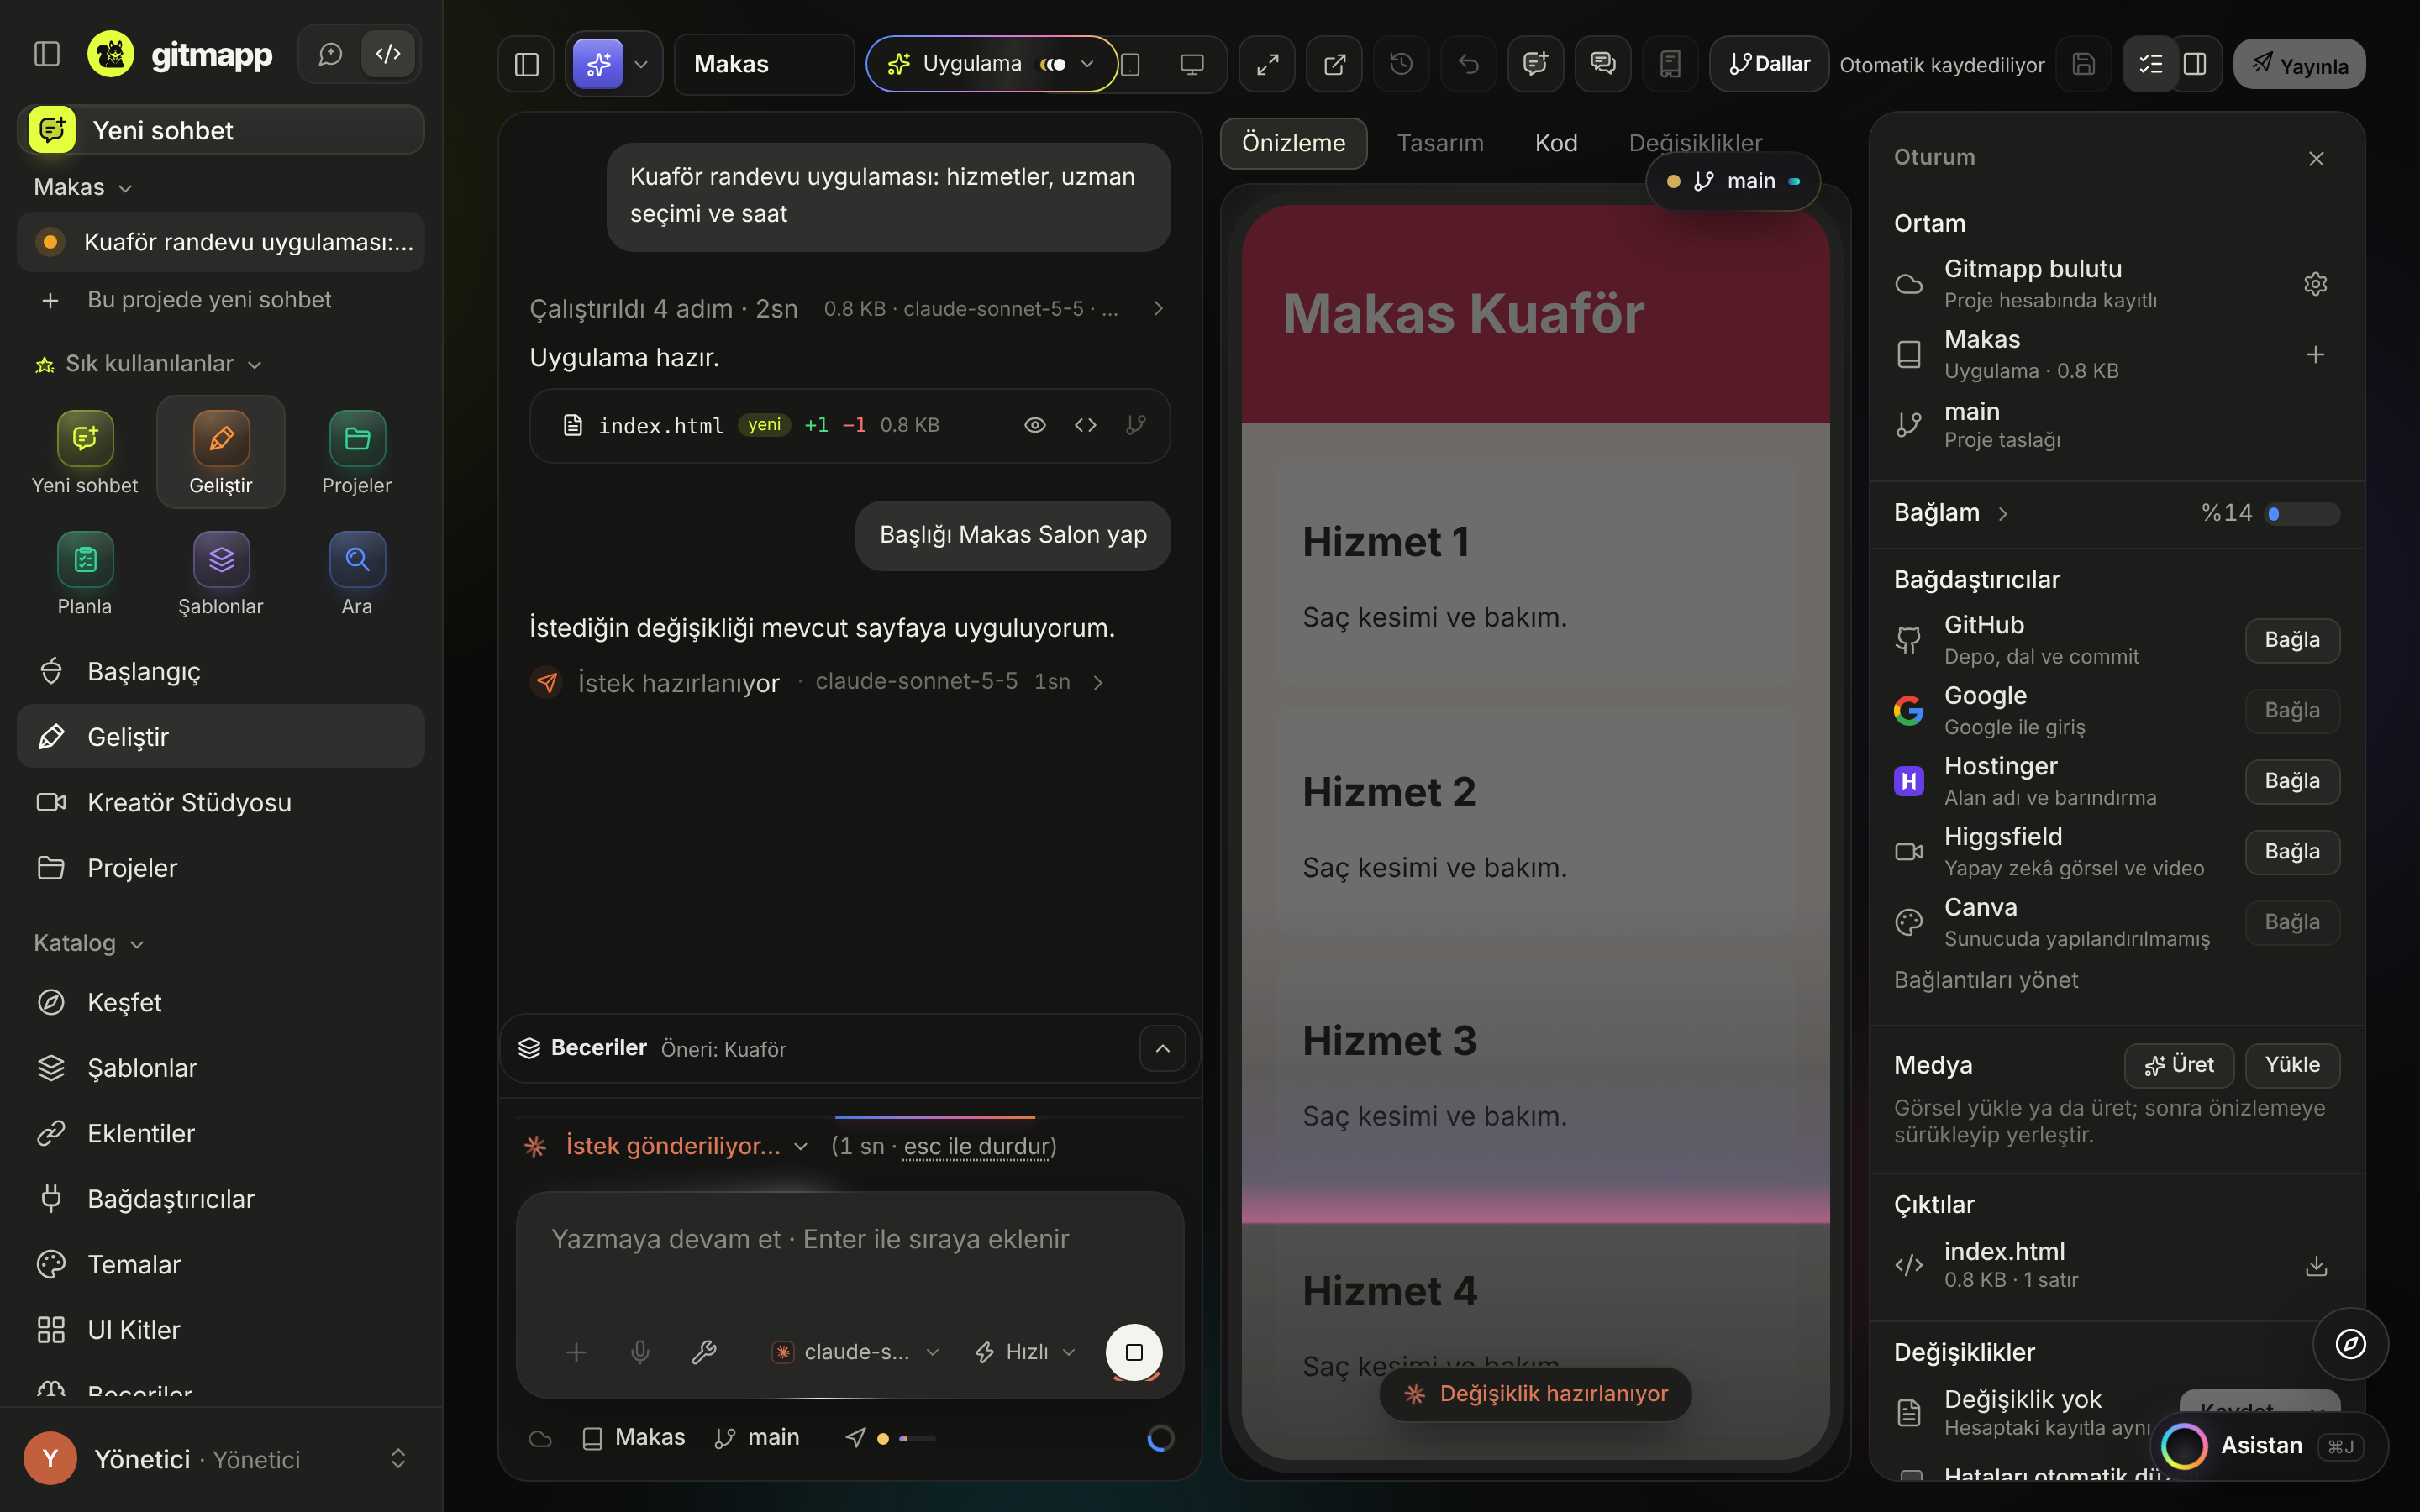 gitmapp
Yeni sohbet
Makas
Kuaför randevu uygulaması:...
Bu projede yeni sohbet
Sık kullanılanlar
Yeni sohbet
Geliştir
Projeler
Planla
Şablonlar
Ara
Başlangıç
Geliştir
Kreatör Stüdyosu
Projeler
Katalog
Keşfet
Şablonlar
Eklentiler
Bağdaştırıcılar
Temalar
UI Kitler
Beceriler
Y
Yönetici · Yönetici
Makas
Uygulama
Dallar
Otomatik kaydediliyor
Yayınla
Kuaför randevu uygulaması: hizmetler, uzman
seçimi ve saat
Çalıştırıldı 4 adım · 2sn 0.8 KB · claude-sonnet-5-5 · ...
Uygulama hazır.
index.html yeni +1 −1 0.8 KB
Başlığı Makas Salon yap
İstediğin değişikliği mevcut sayfaya uyguluyorum.
İstek hazırlanıyor · claude-sonnet-5-5 1sn
Beceriler Öneri: Kuaför
İstek gönderiliyor... (1 sn · esc ile durdur)
Yazmaya devam et · Enter ile sıraya eklenir
claude-s... Hızlı
Makas main
Önizleme Tasarım Kod Değişiklikler
main
Makas Kuaför
Hizmet 1
Saç kesimi ve bakım.
Hizmet 2
Saç kesimi ve bakım.
Hizmet 3
Saç kesimi ve bakım.
Hizmet 4
Saç kesimi ve bakım.
Değişiklik hazırlanıyor
Oturum
Ortam
Gitmapp bulutu
Proje hesabında kayıtlı
Makas
Uygulama · 0.8 KB
main
Proje taslağı
Bağlam %14
Bağdaştırıcılar
GitHub
Depo, dal ve commit
Bağla
Google
Google ile giriş
Bağla
H
Hostinger
Alan adı ve barındırma
Bağla
Higgsfield
Yapay zekâ görsel ve video
Bağla
Canva
Sunucuda yapılandırılmamış
Bağla
Bağlantıları yönet
Medya Üret Yükle
Görsel yükle ya da üret; sonra önizlemeye
sürükleyip yerleştir.
Çıktılar
index.html
0.8 KB · 1 satır
Değişiklikler
Değişiklik yok
Hesaptaki kayıtla aynı
Kaydet
Asistan ⌘J
Hataları otomatik